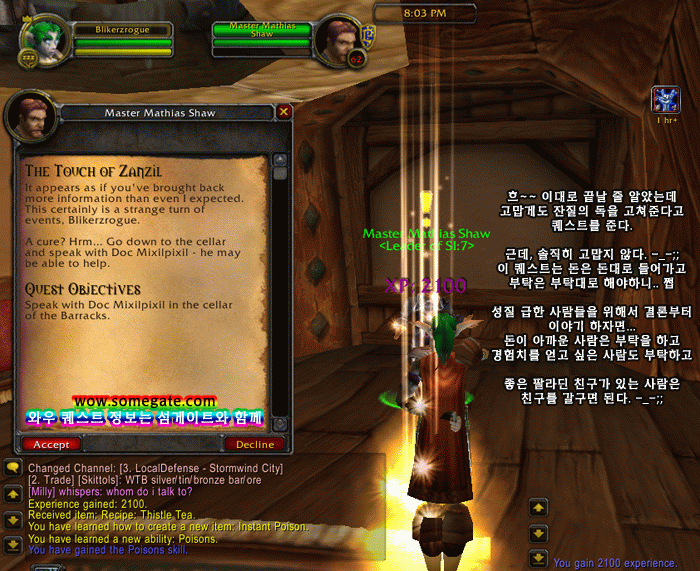 8:03 PM
Blikerzrogue
Master Mathias
Shaw
zzz
62
1 hr+
Master Mathias Shaw
The Touch of Zanzil
It appears as if you've brought back
more information than even I expected.
This certainly is a strange turn of
events, Blikerzrogue.
A cure? Hrm... Go down to the cellar
and speak with Doc Mixilpixil - he may
be able to help.
Quest Objectives
Speak with Doc Mixilpixil in the cellar
of the Barracks.
wow.somegate.com
와우 퀘스트 정보는 섬게이트와 함께
Accept
Decline
Master Mathias Shaw
<Leader of SI:7>
XP: 2100
흐~~ 이대로 끝날 줄 알았는데
고맙게도 잔질의 독을 고쳐준다고
퀘스트를 준다.
근데, 솔직히 고맙지 않다. -_-;;
이 퀘스트는 돈은 돈대로 들어가고
부탁은 부탁대로 해야하니.. 쩝
성질 급한 사람들을 위해서 결론부터
이야기 하자면...
돈이 아까운 사람은 부탁을 하고
경험치를 얻고 싶은 사람도 부탁하고
좋은 팔라딘 친구가 있는 사람은
친구를 갈구면 된다. -_-;;
Changed Channel: [3. LocalDefense - Stormwind City]
[2. Trade] [Skittols]: WTB silver/tin/bronze bar/ore
[Milly] whispers: whom do i talk to?
Experience gained: 2100.
Received item: Recipe: Thistle Tea.
You have learned how to create a new item: Instant Poison.
You have learned a new ability: Poisons.
You have gained the Poisons skill.
You gain 2100 experience.